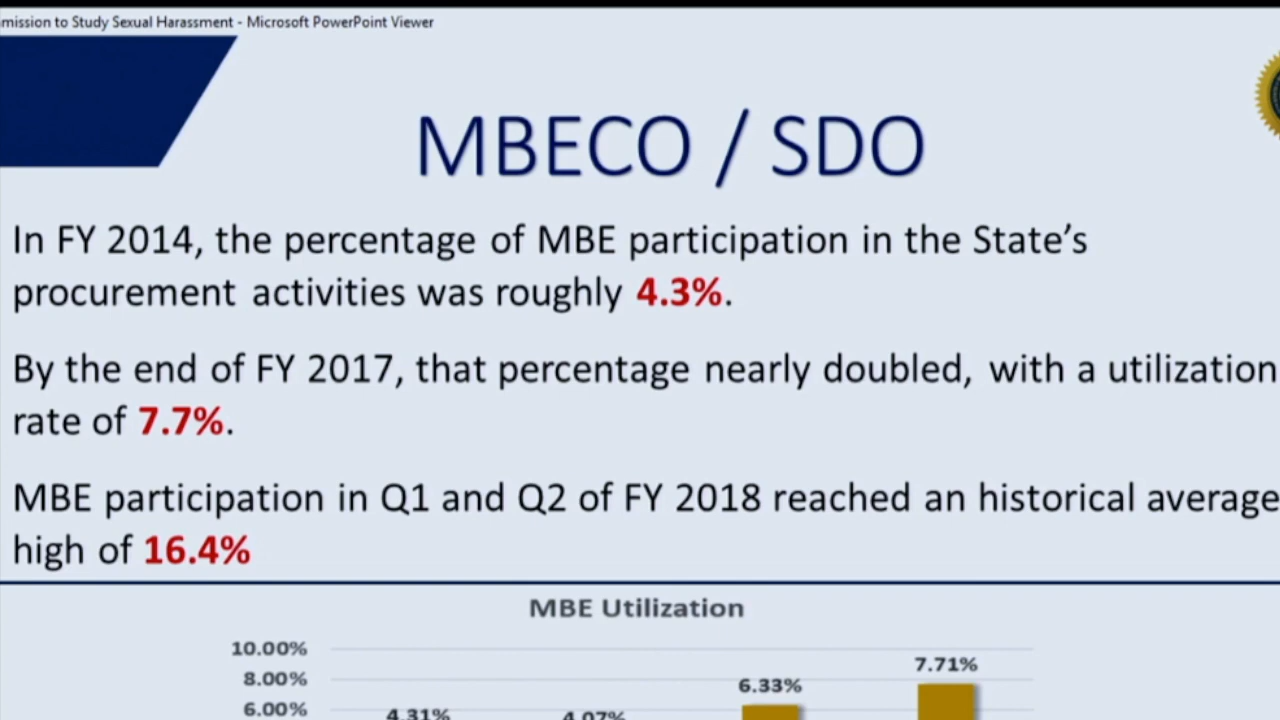 mission to Study Sexual Harassment - Microsoft PowerPoint Viewer
MBECO / SDO
In FY 2014, the percentage of MBE participation in the State's
procurement activities was roughly 4.3%.
By the end of FY 2017, that percentage nearly doubled, with a utilization
rate of 7.7%.
MBE participation in Q1 and Q2 of FY 2018 reached an historical average
high of 16.4%
MBE Utilization
10.00%
7.71%
8.00%
6.33%
6.00%
4.31%
4.07%